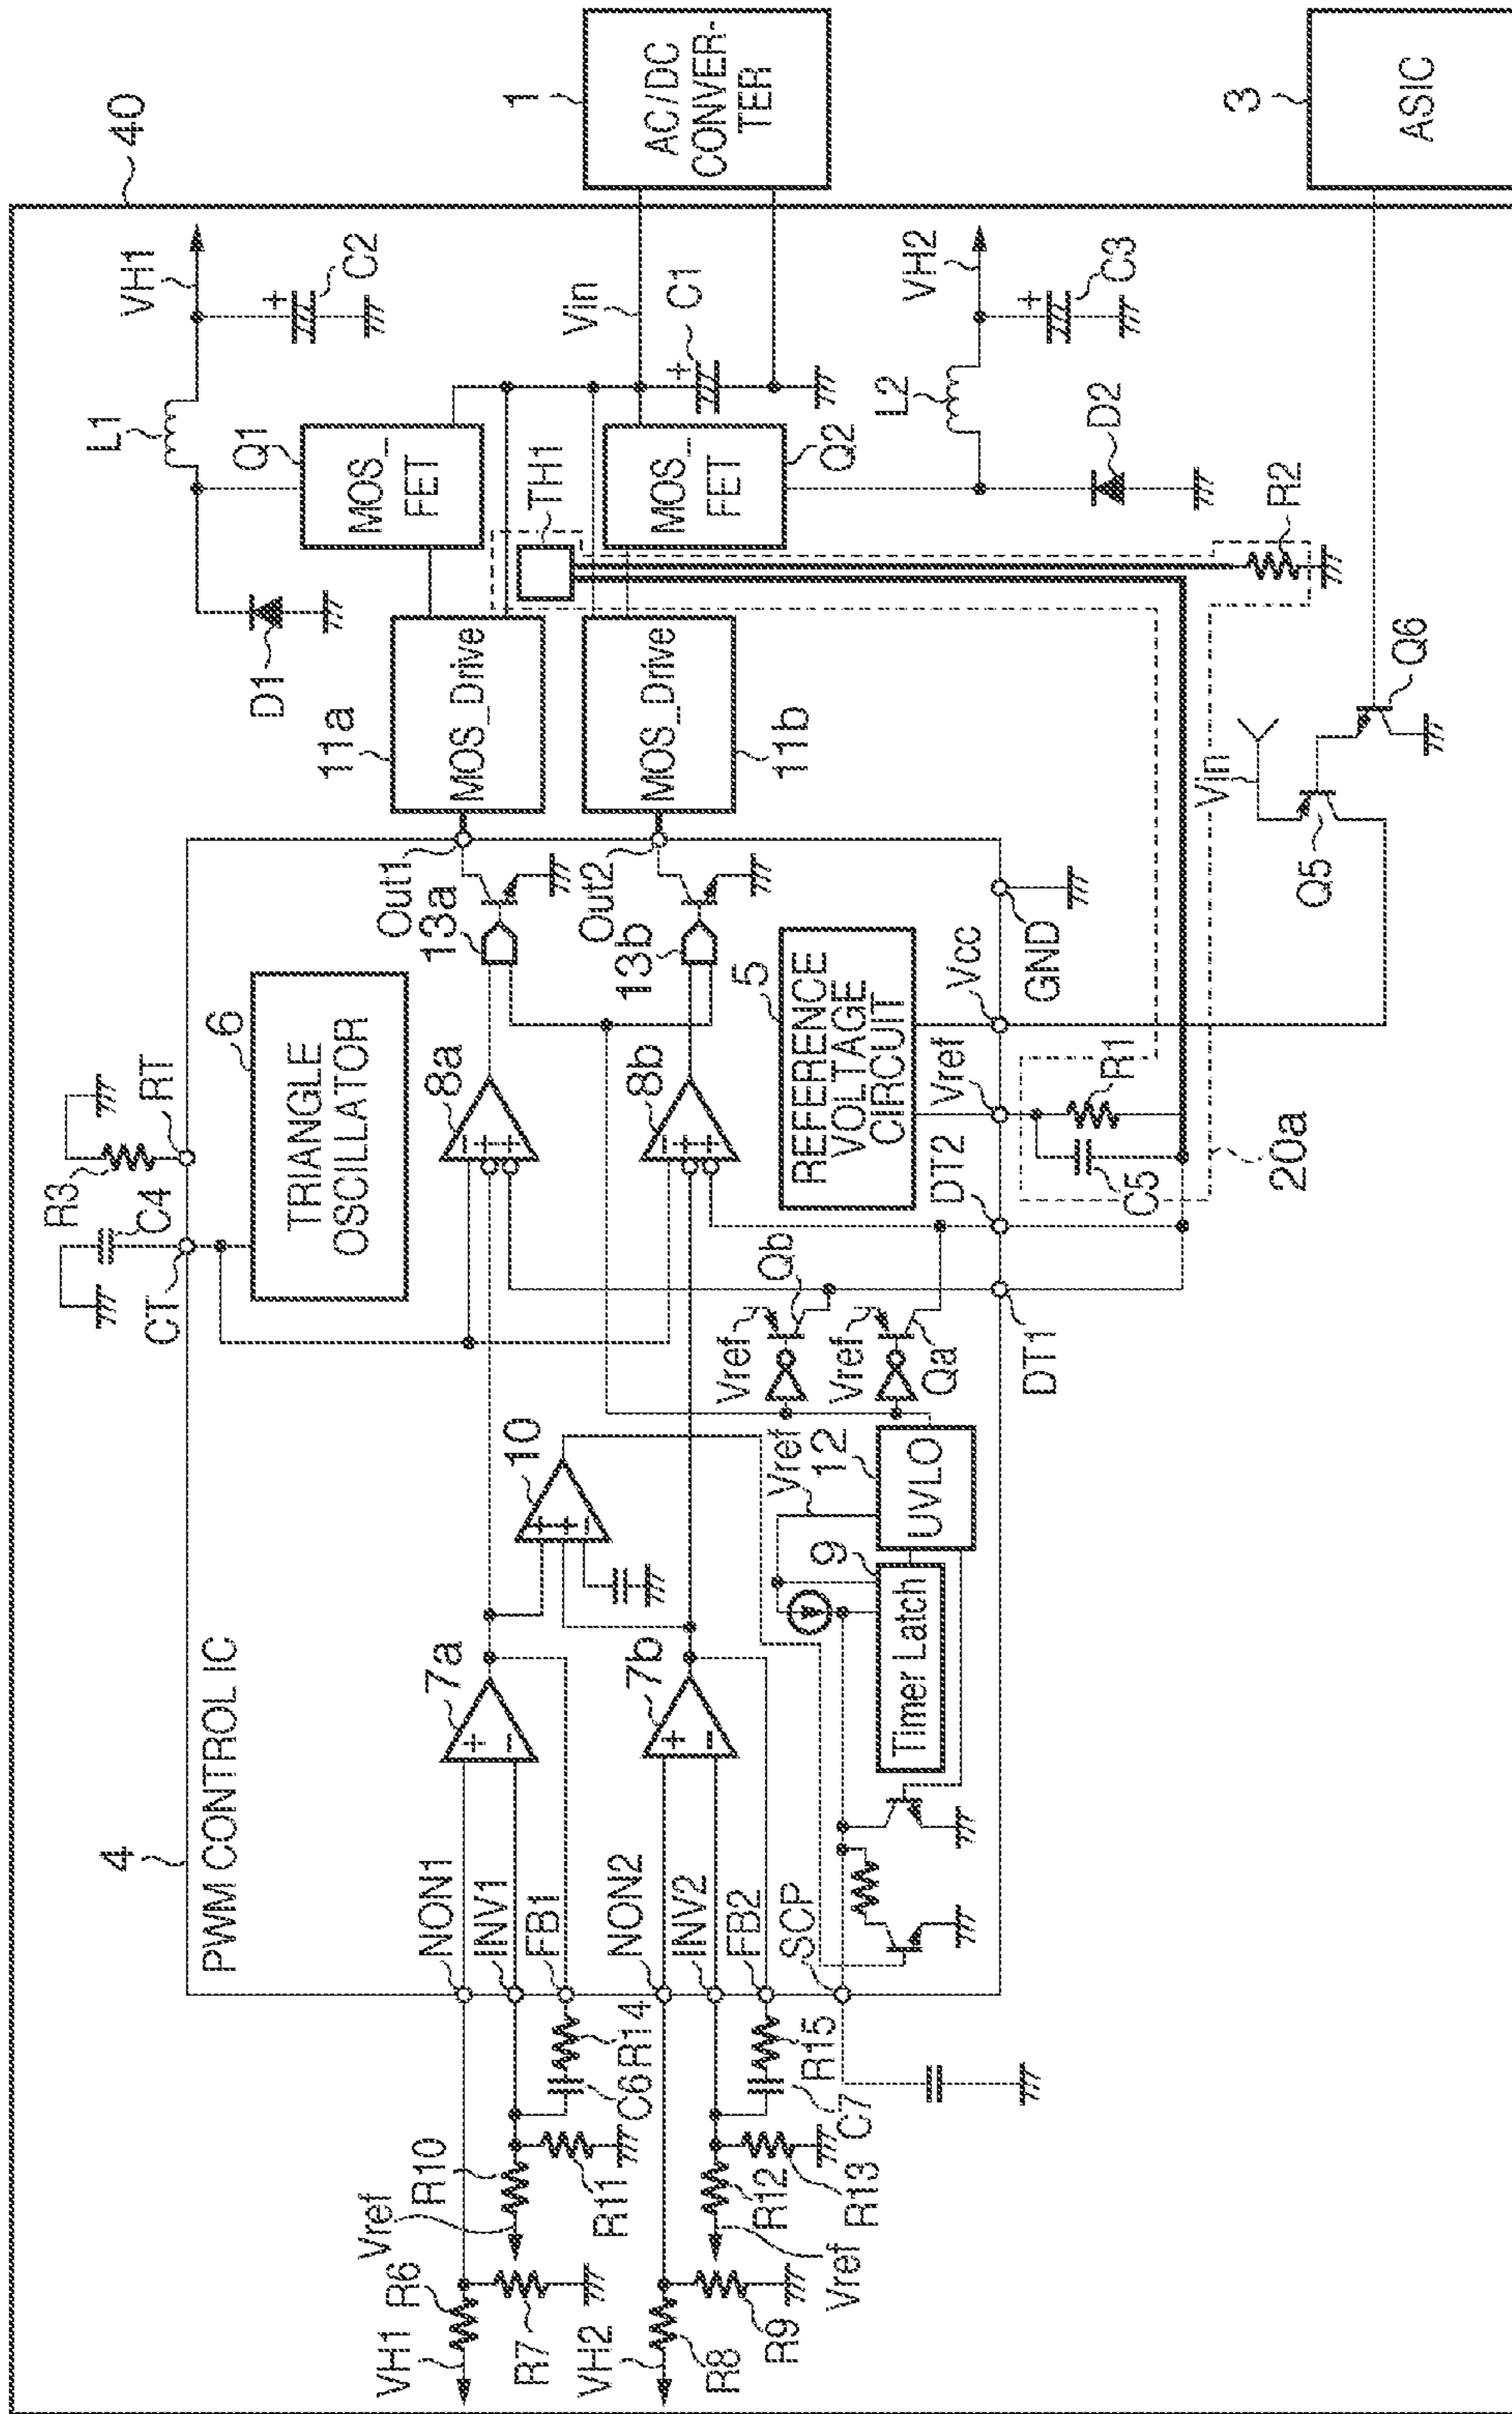 40
VH1
C2
L1
Q1
MOS_
FET
D1
11a
MOS_Drive
TH1
Vin
C1
+
+
1
AC/DC
CONVER-
TER
MOS_
FET
Q2
MOS_Drive
11b
VH2
+
C3
L2
D2
R2
3
ASIC
Q6
Vin
Q5
4
PWM CONTROL IC
R3
RT
C4
CT
6
TRIANGLE
OSCILLATOR
Out1
13a
Out2
13b
8a
−
+
+
8b
−
+
+
5
REFERENCE
VOLTAGE
CIRCUIT
Vcc
GND
Vref
DT2
DT1
R1
C5
20a
Qb
Vref
Vref
Qa
10
+
+
−
Vref
12
UVLO
9
Timer Latch
7a
+
−
7b
+
−
NON1
INV1
FB1
NON2
INV2
FB2
SCP
R14
C6
R15
C7
R10
R11
R12
R13
Vref
Vref
R6
VH1
R7
VH2
R8
R9